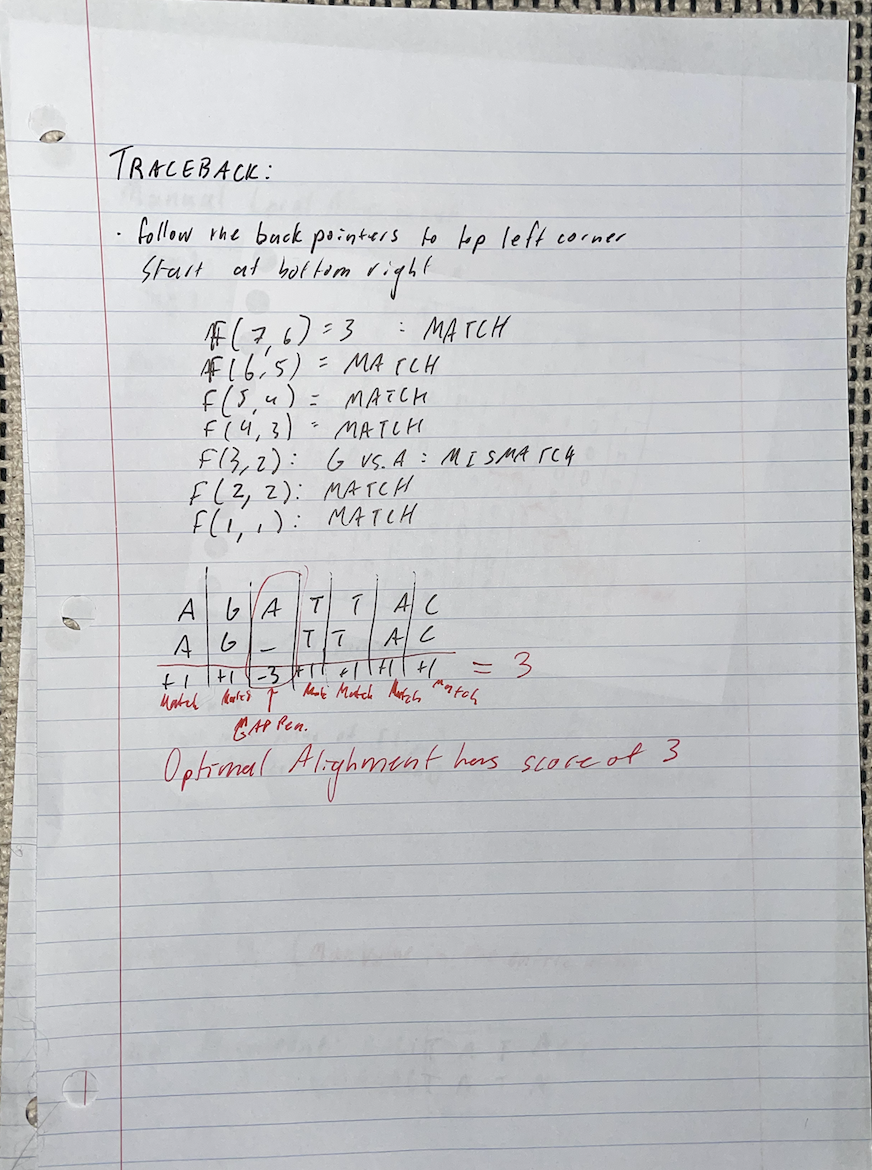 TRACEBACK:
· follow the back pointers to top left corner
Start at bottom right
F(7,6) = 3 : MATCH
F(6,5) = MATCH
F(5,4) = MATCH
F(4,3) = MATCH
F(3,2): G VS. A : MISMATCH
F(2,2): MATCH
F(1,1): MATCH
A | G | A | T | T | A | C
A | G | _ | T | T | A | C
+1 | +1 | -3 | +1 | +1 | +1 | +1 = 3
Match Match ↑ Match Match Match
GAP Pen.
Optimal Alighment has score of 3